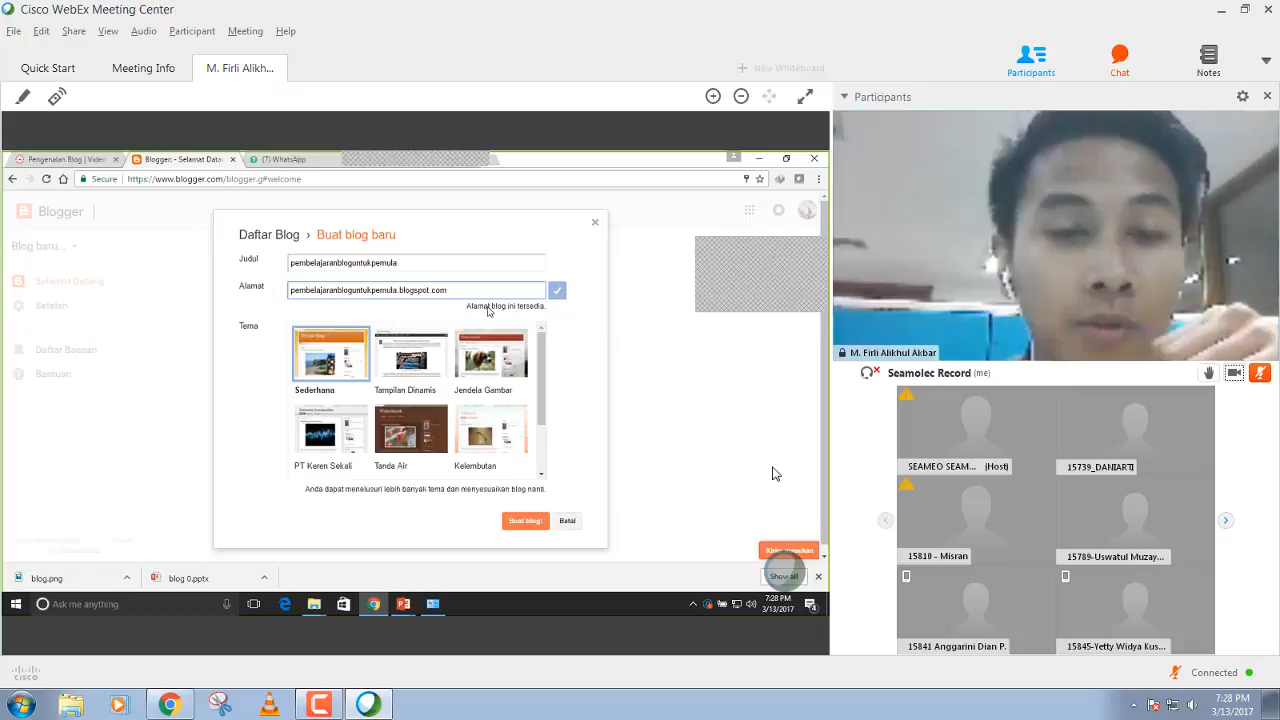 Cisco WebEx Meeting Center
File Edit Share View Audio Participant Meeting Help
Quick Start Meeting Info M. Firli Alikh...
New Whiteboard
Participants Chat Notes
Participants
Pengenalan Blog | Video
Blogger: - Selamat Data
(7) WhatsApp
Secure https://www.blogger.com/blogger.g#welcome
Blogger
Blog baru...
Selamat Datang
Setelan
Daftar Bacaan
Bantuan
Daftar Blog › Buat blog baru
Judul pembelajaranbloguntukpemula
Alamat pembelajaranbloguntukpemula.blogspot.com
Alamat blog ini tersedia.
Tema
Sederhana Tampilan Dinamis Jendela Gambar
PT Keren Sekali Tanda Air Kelembutan
Anda dapat menelusuri lebih banyak tema dan menyesuaikan blog nanti.
Buat blog! Batal
blog.png blog 0.pptx Show all
Ask me anything
7:28 PM
3/13/2017
M. Firli Alikhul Akbar
Seamolec Record (me)
SEAMEO SEAM... (Host) 15739_DANIARTI
15810 - Misran 15789-Uswatul Muzay...
15841 Anggarini Dian P. 15845-Yetty Widya Kus...
cisco
Connected
7:28 PM
3/13/2017